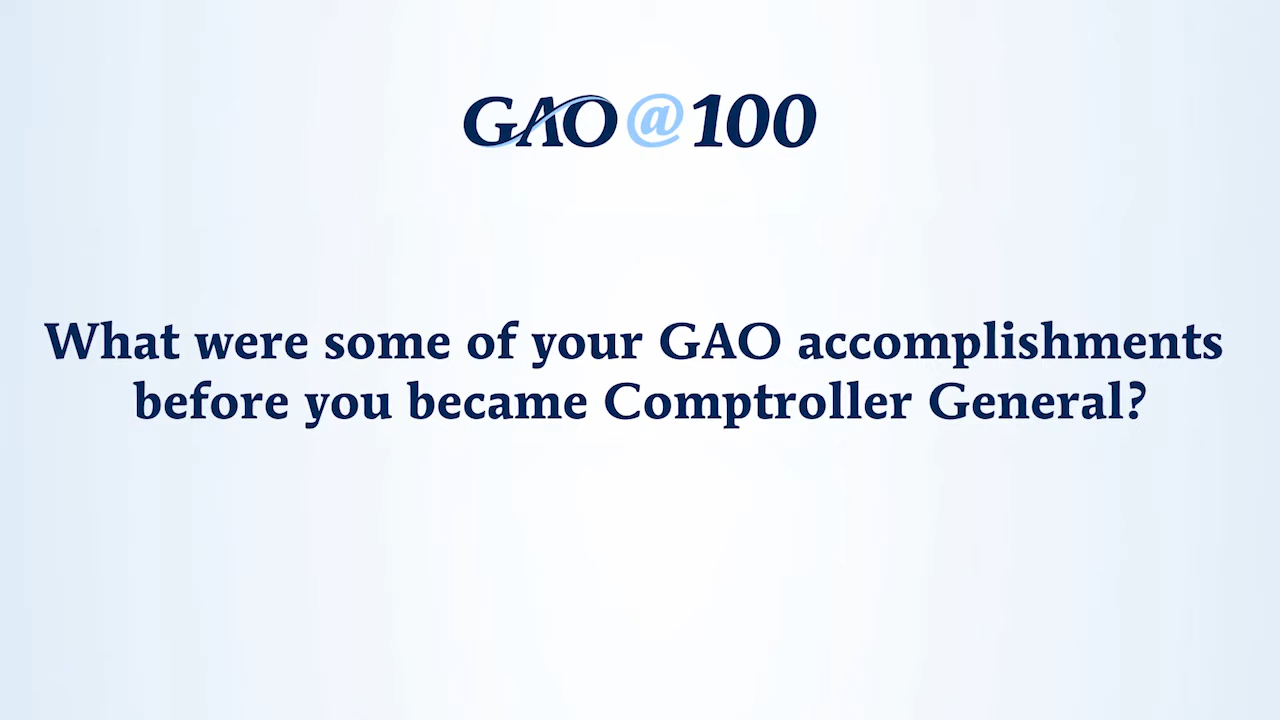 GAO@100
What were some of your GAO accomplishments
before you became Comptroller General?